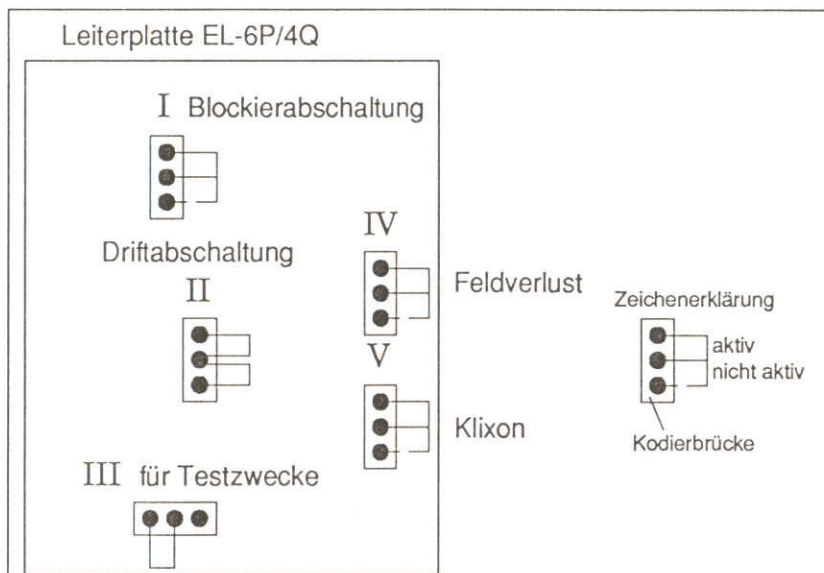 Leiterplatte EL-6P/4Q
I Blockierabschaltung
Driftabschaltung
II
III für Testzwecke
IV
Feldverlust
V
Klixon
Zeichenerklärung
aktiv
nicht aktiv
Kodierbrücke